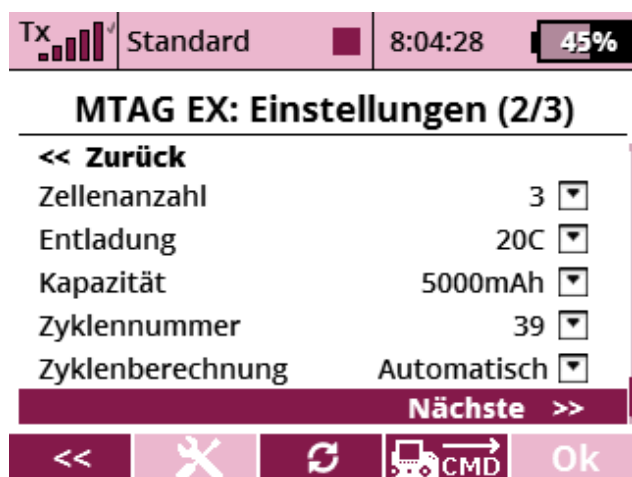 Tx Standard 8:04:28 45%
MTAG EX: Einstellungen (2/3)
<< Zurück
Zellenanzahl 3
Entladung 20C
Kapazität 5000mAh
Zyklennummer 39
Zyklenberechnung Automatisch
Nächste >>
<< CMD Ok